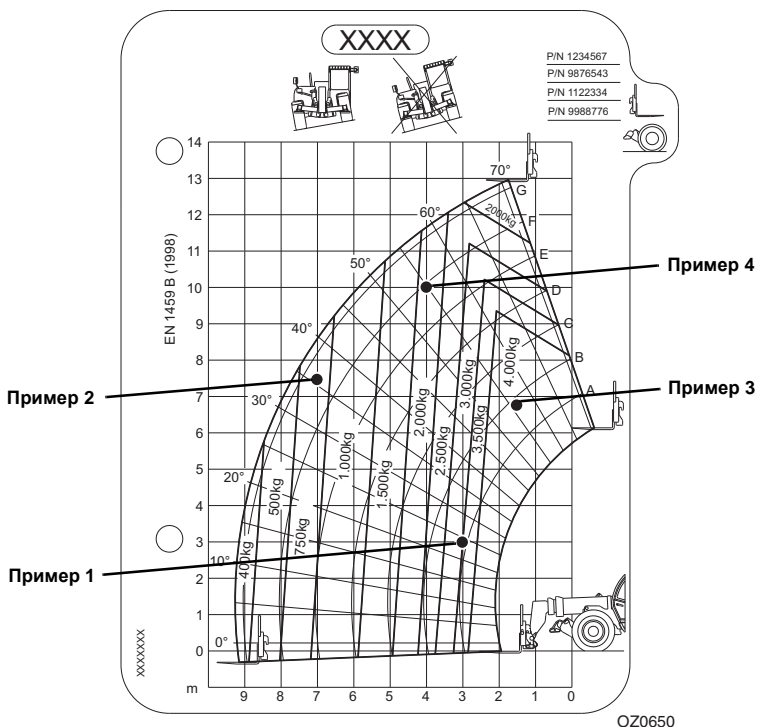 XXXX
P/N 1234567
P/N 9876543
P/N 1122334
P/N 9988776
EN 1459 B (1998)
14
13
12
11
10
9
8
7
6
5
4
3
2
1
0
m
9 8 7 6 5 4 3 2 1 0
70°
60°
50°
40°
30°
20°
10°
0°
G
F
E
D
C
B
A
2000kg
400kg
500kg
750kg
1.000kg
1.500kg
2.000kg
2.500kg
3.000kg
3.500kg
4.000kg
Пример 4
Пример 2
Пример 3
Пример 1
XXXXXXX
OZ0650